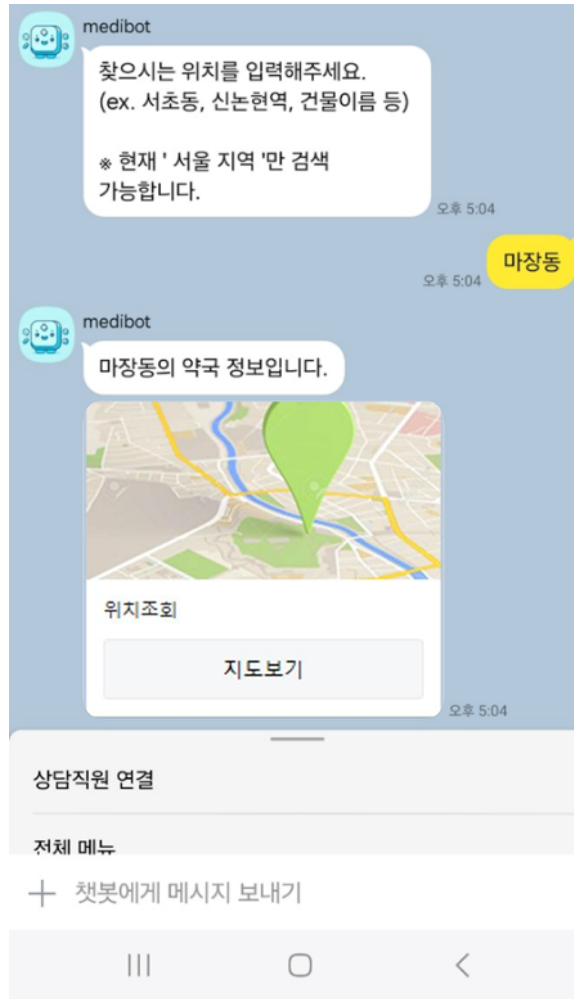 medibot
찾으시는 위치를 입력해주세요.
(ex. 서초동, 신논현역, 건물이름 등)
※ 현재 ' 서울 지역 '만 검색
가능합니다.
오후 5:04
마장동
오후 5:04
medibot
마장동의 약국 정보입니다.
위치조회
지도보기
오후 5:04
상담직원 연결
전체 메뉴
챗봇에게 메시지 보내기